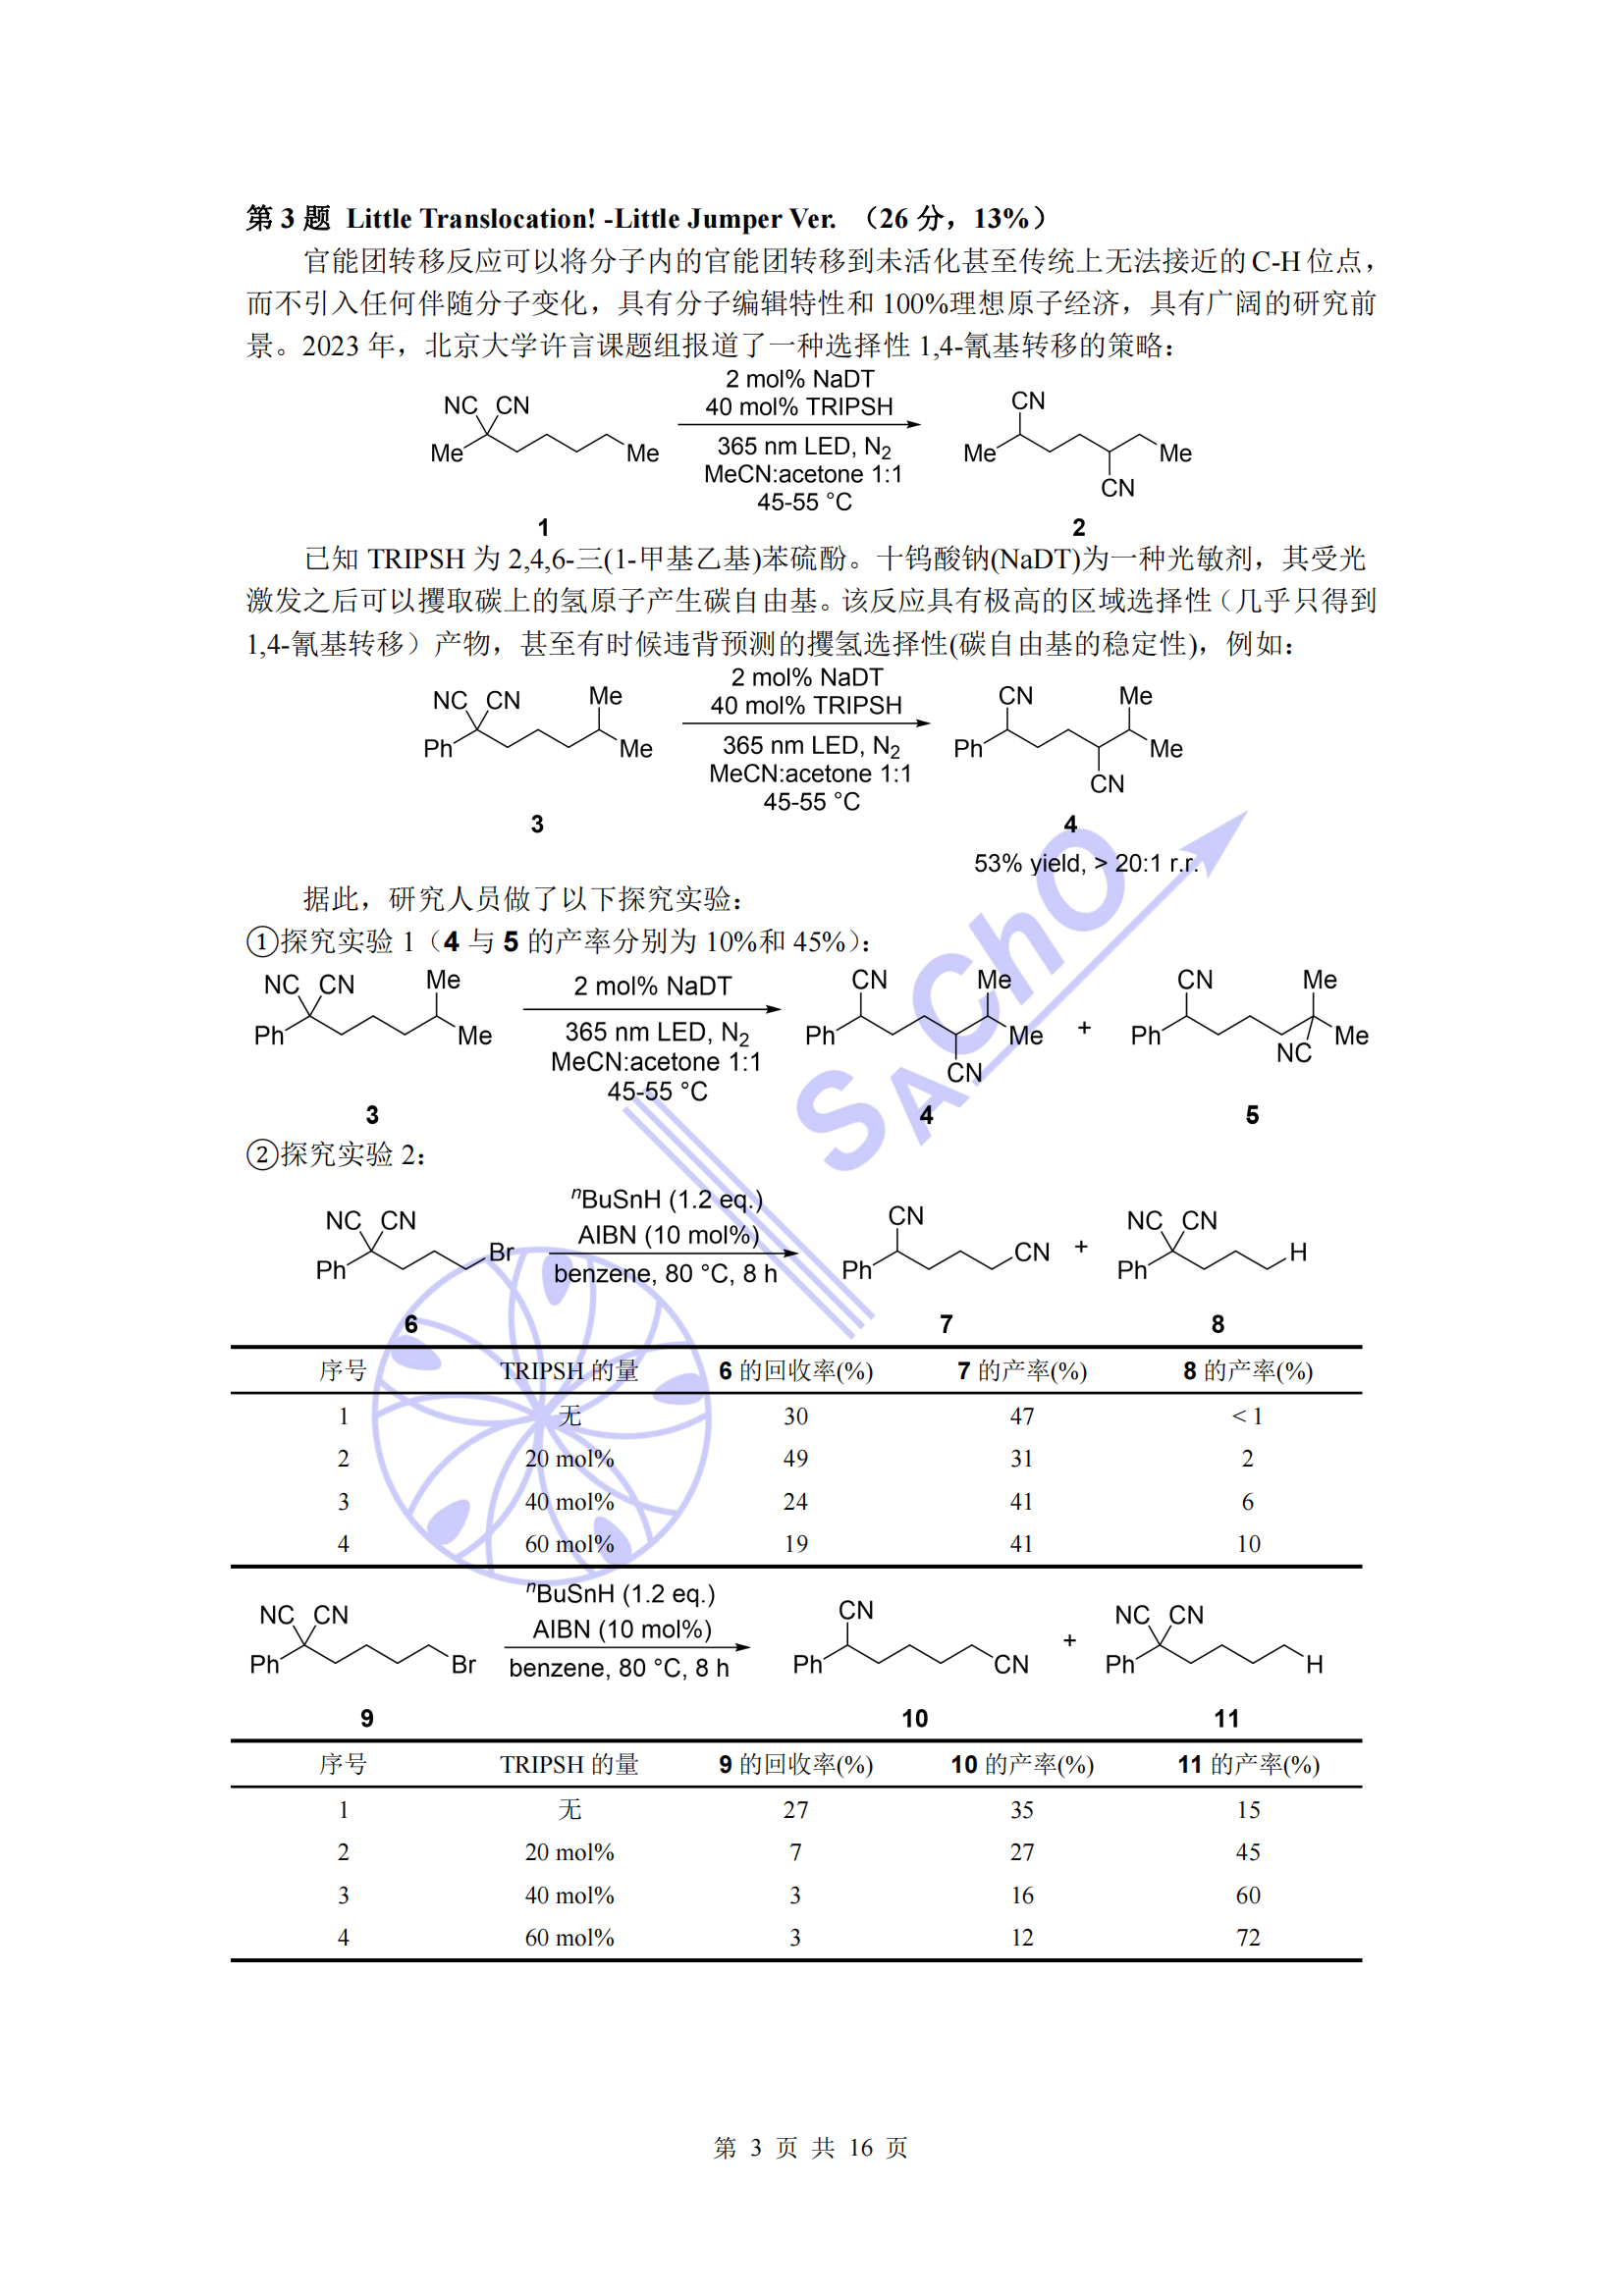 第 3 题 Little Translocation! -Little Jumper Ver. （26 分，13%）
官能团转移反应可以将分子内的官能团转移到未活化甚至传统上无法接近的 C-H 位点，
而不引入任何伴随分子变化，具有分子编辑特性和 100%理想原子经济，具有广阔的研究前
景。2023 年，北京大学许言课题组报道了一种选择性 1,4-氰基转移的策略：
NC CN Me Me
2 mol% NaDT
40 mol% TRIPSH
365 nm LED, N2
MeCN:acetone 1:1
45-55 °C
CN Me Me CN
1 2
已知 TRIPSH 为 2,4,6-三(1-甲基乙基)苯硫酚。十钨酸钠(NaDT)为一种光敏剂，其受光
激发之后可以攫取碳上的氢原子产生碳自由基。该反应具有极高的区域选择性（几乎只得到
1,4-氰基转移）产物，甚至有时候违背预测的攫氢选择性(碳自由基的稳定性)，例如：
NC CN Me Ph Me
2 mol% NaDT
40 mol% TRIPSH
365 nm LED, N2
MeCN:acetone 1:1
45-55 °C
CN Me Ph Me CN
3 4
53% yield, > 20:1 r.r.
据此，研究人员做了以下探究实验：
①探究实验 1（4 与 5 的产率分别为 10%和 45%）：
NC CN Me Ph Me
2 mol% NaDT
365 nm LED, N2
MeCN:acetone 1:1
45-55 °C
CN Me Ph Me CN
+
CN Me Ph NC Me
3 4 5
②探究实验 2：
NC CN Ph Br
nBuSnH (1.2 eq.)
AIBN (10 mol%)
benzene, 80 °C, 8 h
CN Ph CN
+
NC CN Ph H
6 7 8
序号 TRIPSH 的量 6 的回收率(%) 7 的产率(%) 8 的产率(%)
1 无 30 47 < 1
2 20 mol% 49 31 2
3 40 mol% 24 41 6
4 60 mol% 19 41 10
NC CN Ph Br
nBuSnH (1.2 eq.)
AIBN (10 mol%)
benzene, 80 °C, 8 h
CN Ph CN
+
NC CN Ph H
9 10 11
序号 TRIPSH 的量 9 的回收率(%) 10 的产率(%) 11 的产率(%)
1 无 27 35 15
2 20 mol% 7 27 45
3 40 mol% 3 16 60
4 60 mol% 3 12 72
SAChO
第 3 页 共 16 页